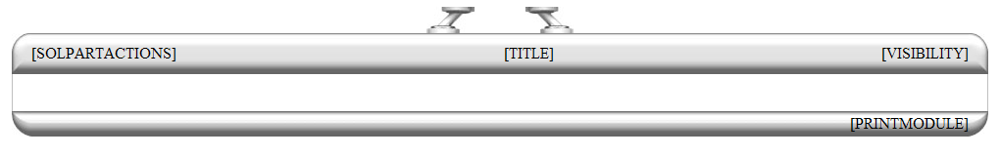 [SOLPARTACTIONS] [TITLE] [VISIBILITY]
[PRINTMODULE]